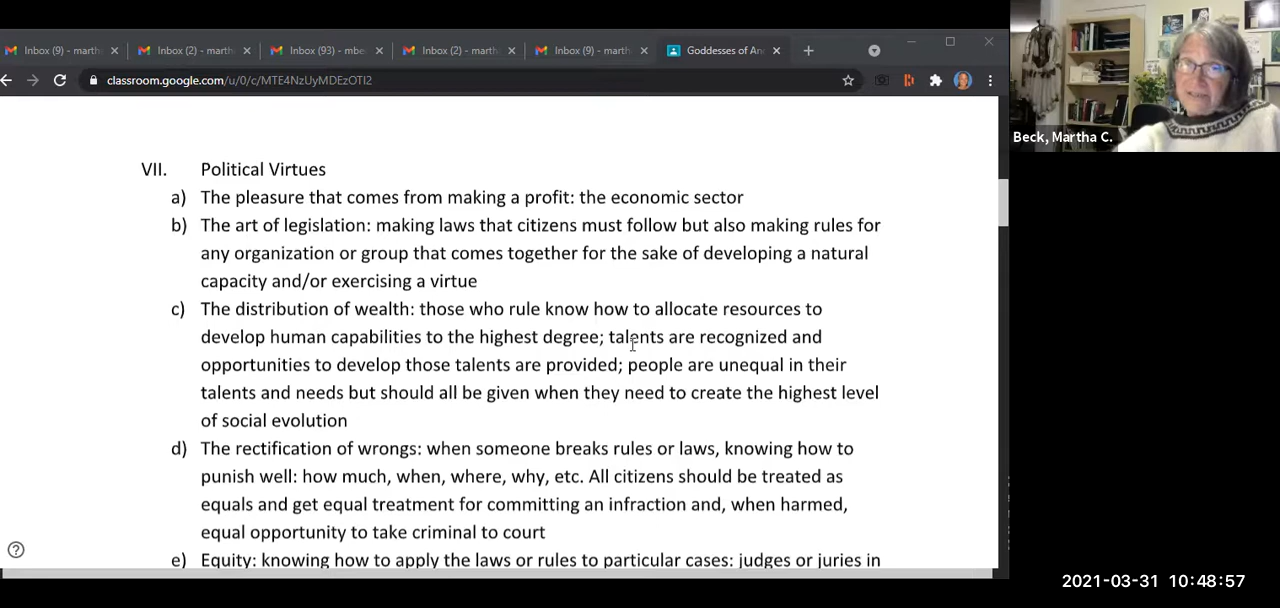 Inbox (9) - marth
Inbox (2) - marth
Inbox (93) - mbe
Inbox (2) - marth
Inbox (9) - marth
Goddesses of An
classroom.google.com/u/0/c/MTE4NzUyMDEzOTI2
Beck, Martha C.
VII. Political Virtues
a) The pleasure that comes from making a profit: the economic sector
b) The art of legislation: making laws that citizens must follow but also making rules for
any organization or group that comes together for the sake of developing a natural
capacity and/or exercising a virtue
c) The distribution of wealth: those who rule know how to allocate resources to
develop human capabilities to the highest degree; talents are recognized and
opportunities to develop those talents are provided; people are unequal in their
talents and needs but should all be given when they need to create the highest level
of social evolution
d) The rectification of wrongs: when someone breaks rules or laws, knowing how to
punish well: how much, when, where, why, etc. All citizens should be treated as
equals and get equal treatment for committing an infraction and, when harmed,
equal opportunity to take criminal to court
e) Equity: knowing how to apply the laws or rules to particular cases: judges or juries in
2021-03-31 10:48:57